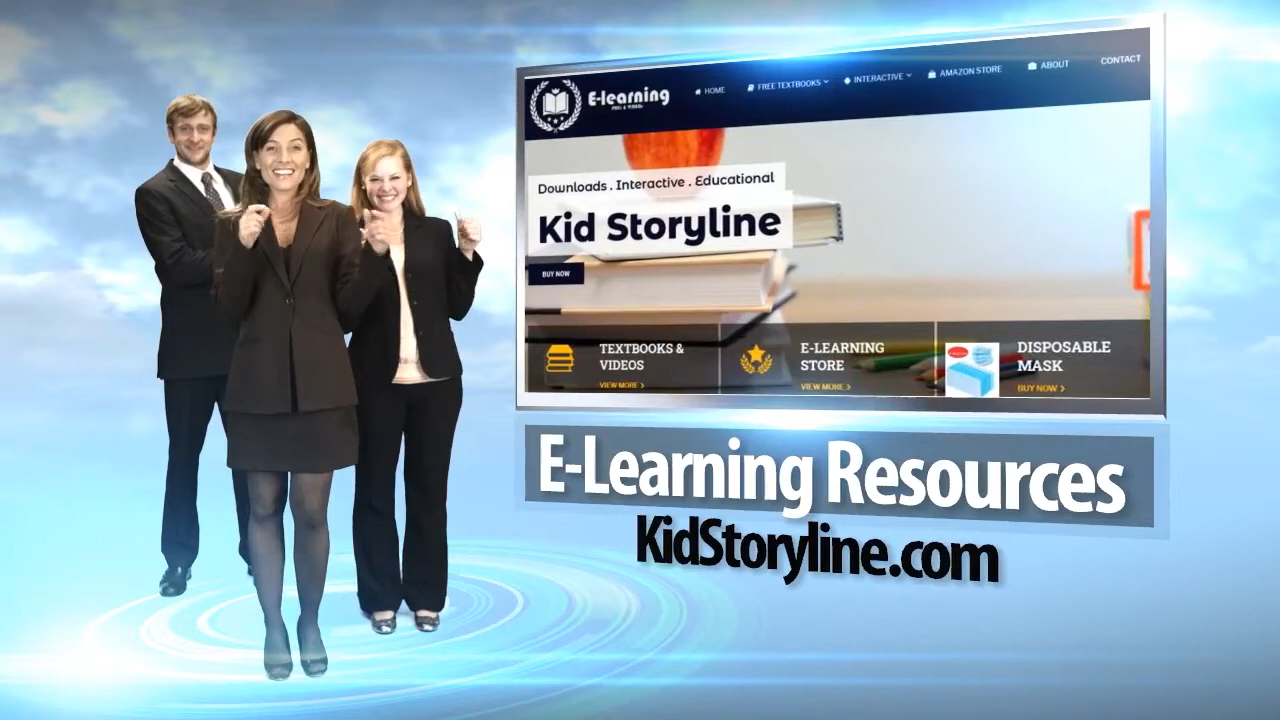 E-learning
HOME
FREE TEXTBOOKS
INTERACTIVE
AMAZON STORE
ABOUT
CONTACT
Downloads . Interactive . Educational
Kid Storyline
BUY NOW
TEXTBOOKS &
VIDEOS
VIEW MORE >
E-LEARNING
STORE
VIEW MORE >
DISPOSABLE
MASK
BUY NOW >
E-Learning Resources
KidStoryline.com